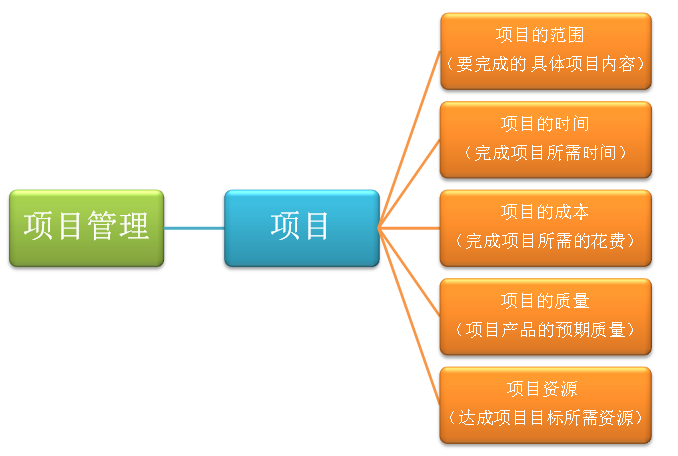 项目管理
项目
项目的范围
（要完成的 具体项目内容）
项目的时间
（完成项目所需时间）
项目的成本
（完成项目所需的花费）
项目的质量
（项目产品的预期质量）
项目资源
（达成项目目标所需资源）